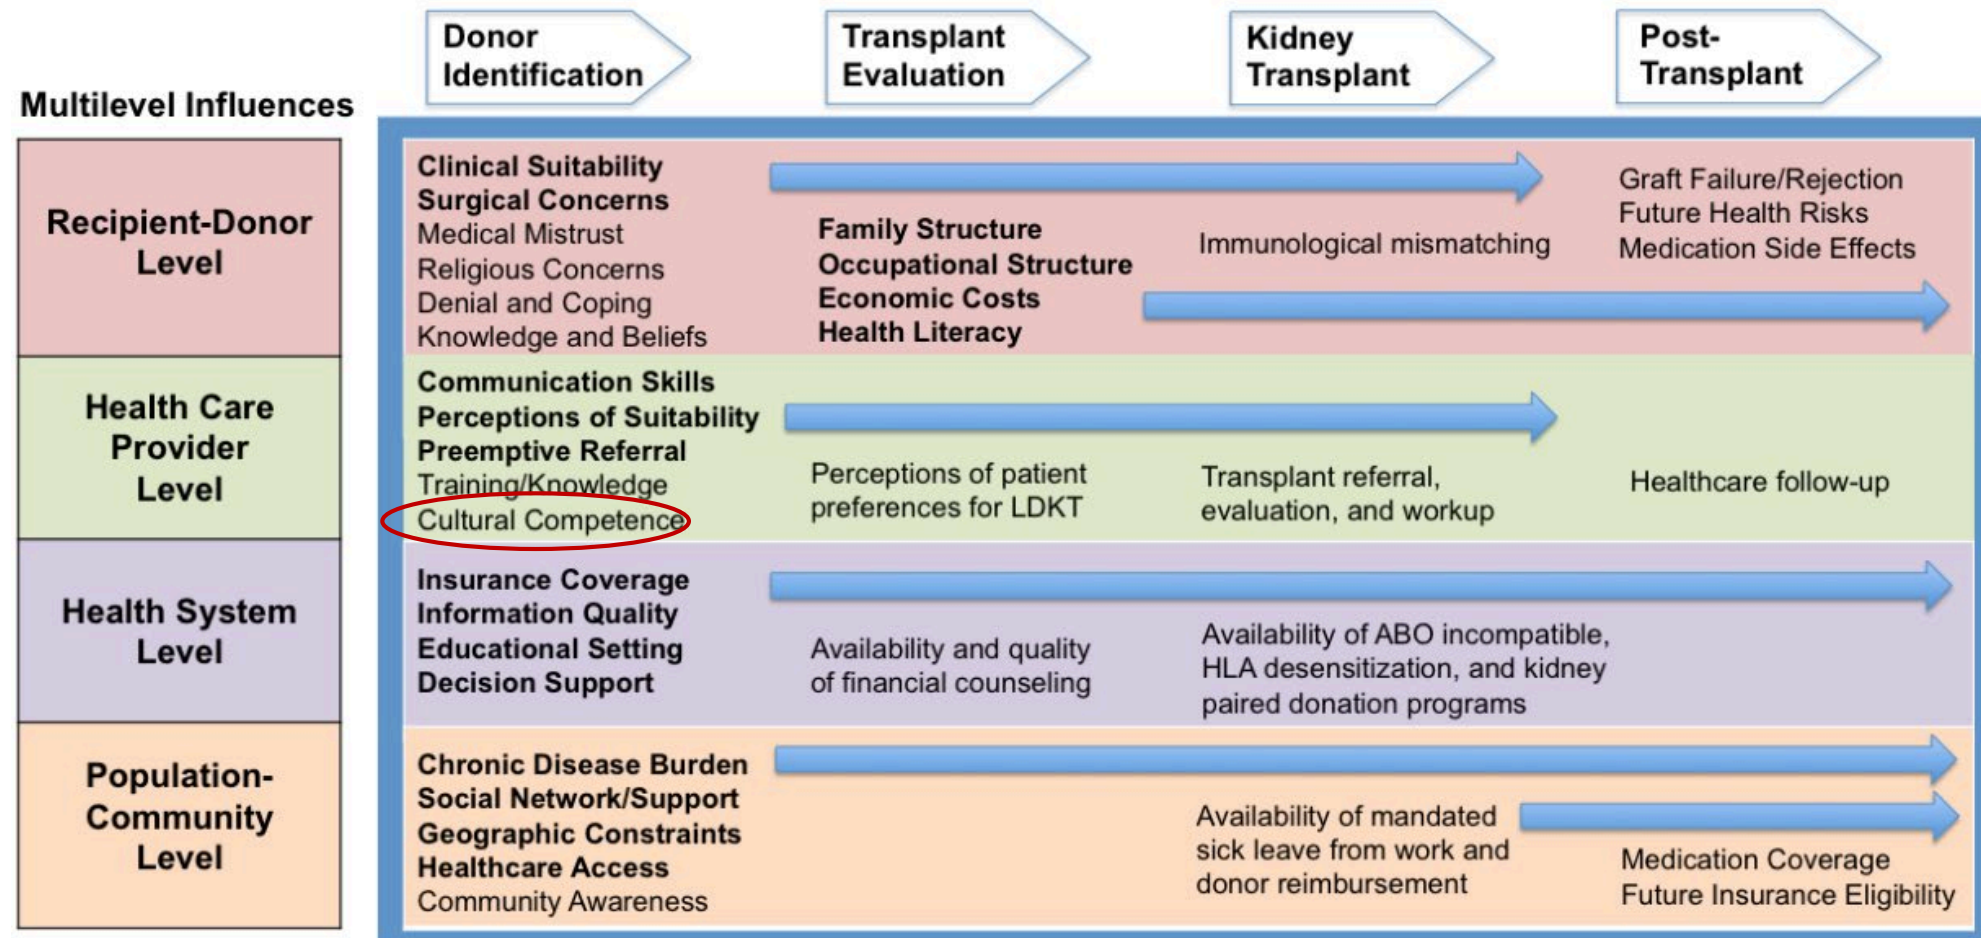 Donor
Identification
Transplant
Evaluation
Kidney
Transplant
Post-
Transplant
Multilevel Influences
Recipient-Donor
Level
Clinical Suitability
Surgical Concerns
Medical Mistrust
Religious Concerns
Denial and Coping
Knowledge and Beliefs
Family Structure
Occupational Structure
Economic Costs
Health Literacy
Immunological mismatching
Graft Failure/Rejection
Future Health Risks
Medication Side Effects
Health Care
Provider
Level
Communication Skills
Perceptions of Suitability
Preemptive Referral
Training/Knowledge
Cultural Competence
Perceptions of patient
preferences for LDKT
Transplant referral,
evaluation, and workup
Healthcare follow-up
Health System
Level
Insurance Coverage
Information Quality
Educational Setting
Decision Support
Availability and quality
of financial counseling
Availability of ABO incompatible,
HLA desensitization, and kidney
paired donation programs
Population-
Community
Level
Chronic Disease Burden
Social Network/Support
Geographic Constraints
Healthcare Access
Community Awareness
Availability of mandated
sick leave from work and
donor reimbursement
Medication Coverage
Future Insurance Eligibility